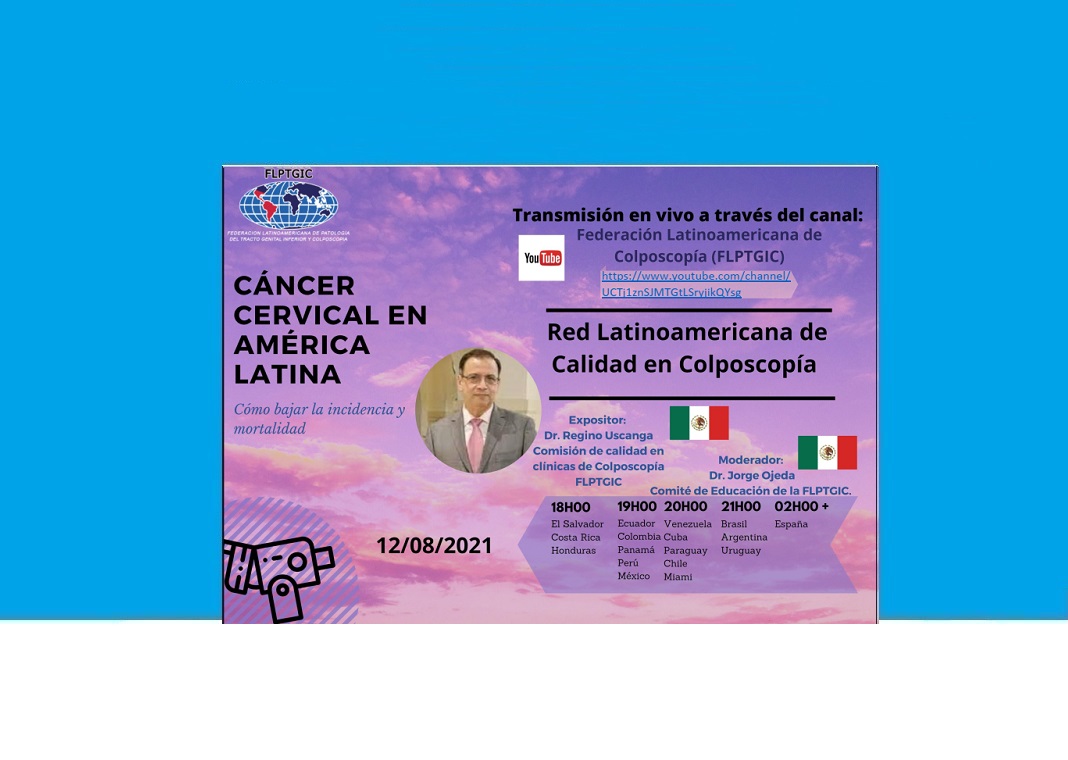 FLPTGIC
FEDERACIÓN LATINOAMERICANA DE PATOLOGÍA
DEL TRACTO GENITAL INFERIOR Y COLPOSCOPÍA
CÁNCER
CERVICAL EN
AMÉRICA
LATINA
Cómo bajar la incidencia y
mortalidad
12/08/2021
Transmisión en vivo a través del canal:
YouTube
Federación Latinoamericana de
Colposcopía (FLPTGIC)
https://www.youtube.com/channel/
UCTj1znSJMTGtLSryjikQYsg
Red Latinoamericana de
Calidad en Colposcopía
Expositor:
Dr. Regino Uscanga
Comisión de calidad en
clínicas de Colposcopía
FLPTGIC
Moderador:
Dr. Jorge Ojeda
Comité de Educación de la FLPTGIC.
18H00
El Salvador
Costa Rica
Honduras
19H00
Ecuador
Colombia
Panamá
Perú
México
20H00
Venezuela
Cuba
Paraguay
Chile
Miami
21H00
Brasil
Argentina
Uruguay
02H00 +
España